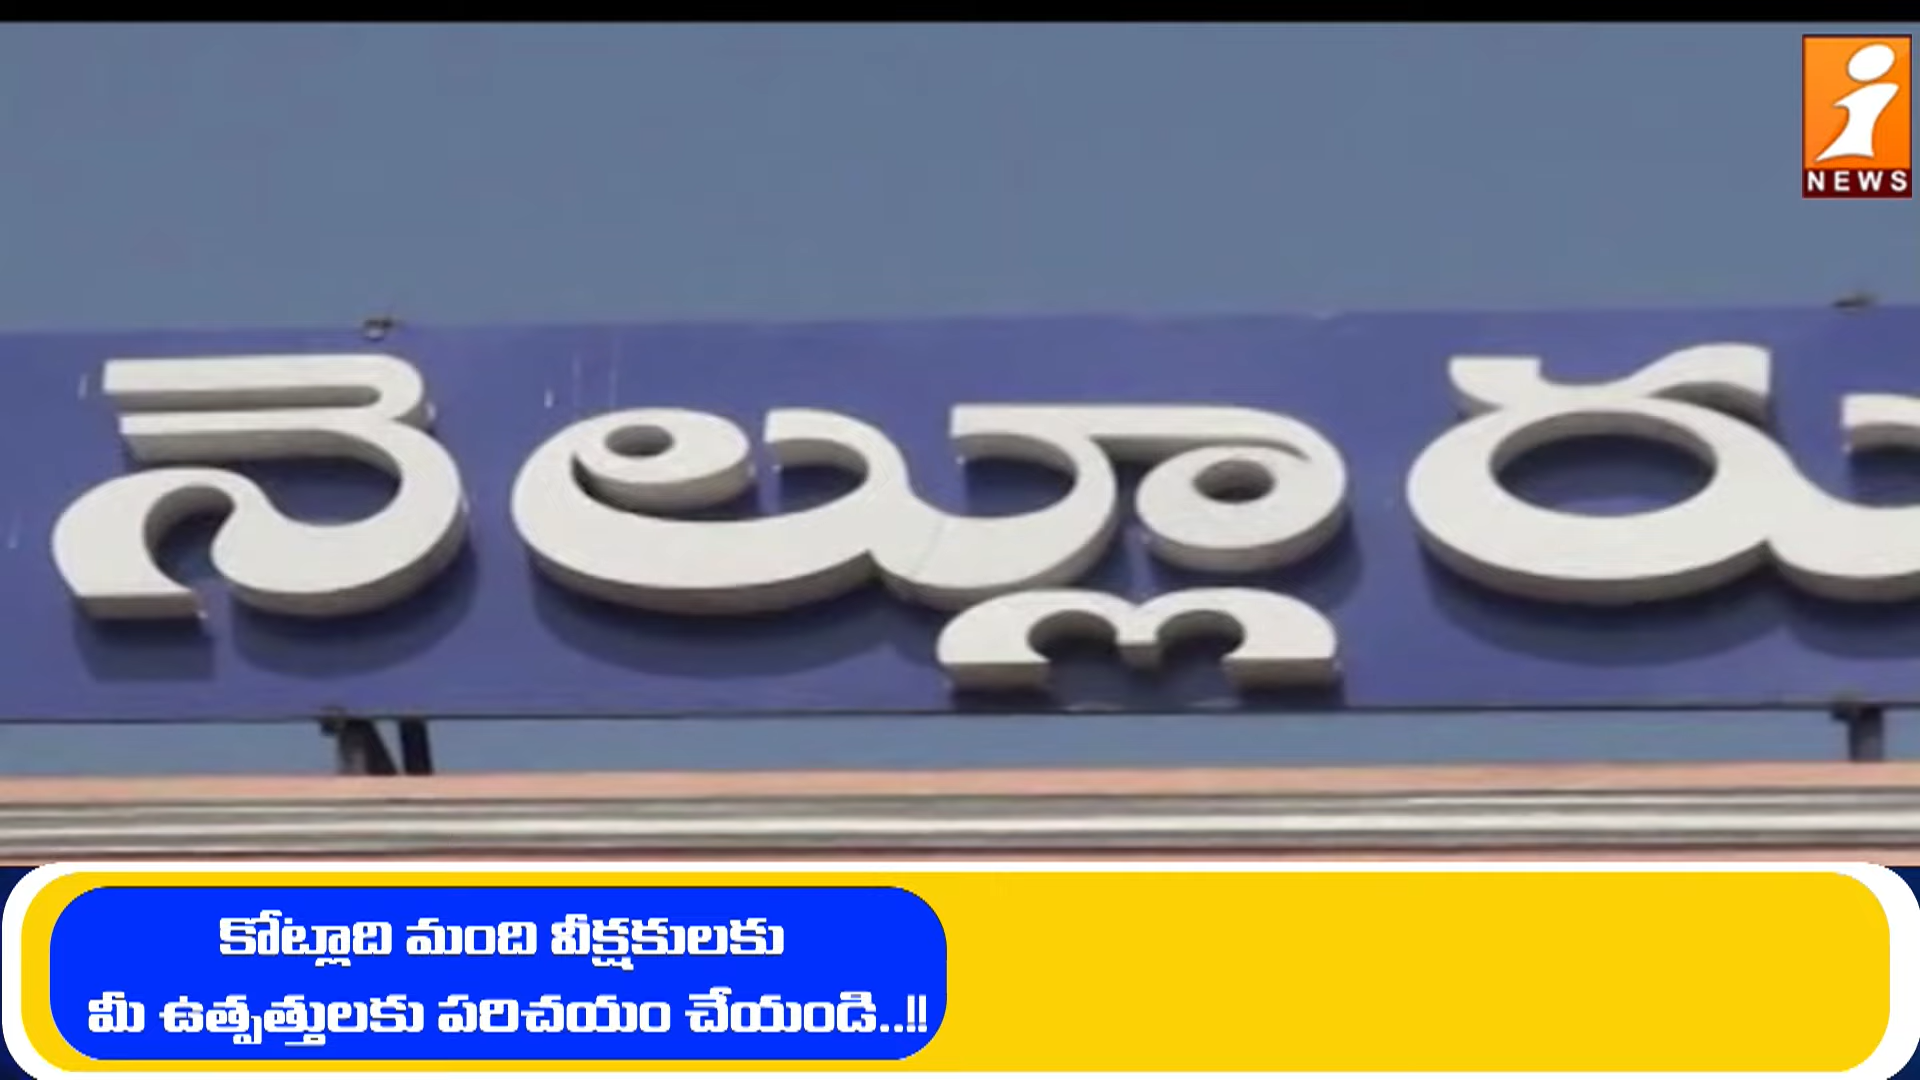 i
NEWS
నెల్లూరు
కోట్లాది మంది వీక్షకులకు
మీ ఉత్పత్తులకు పరిచయం చేయండి..!!